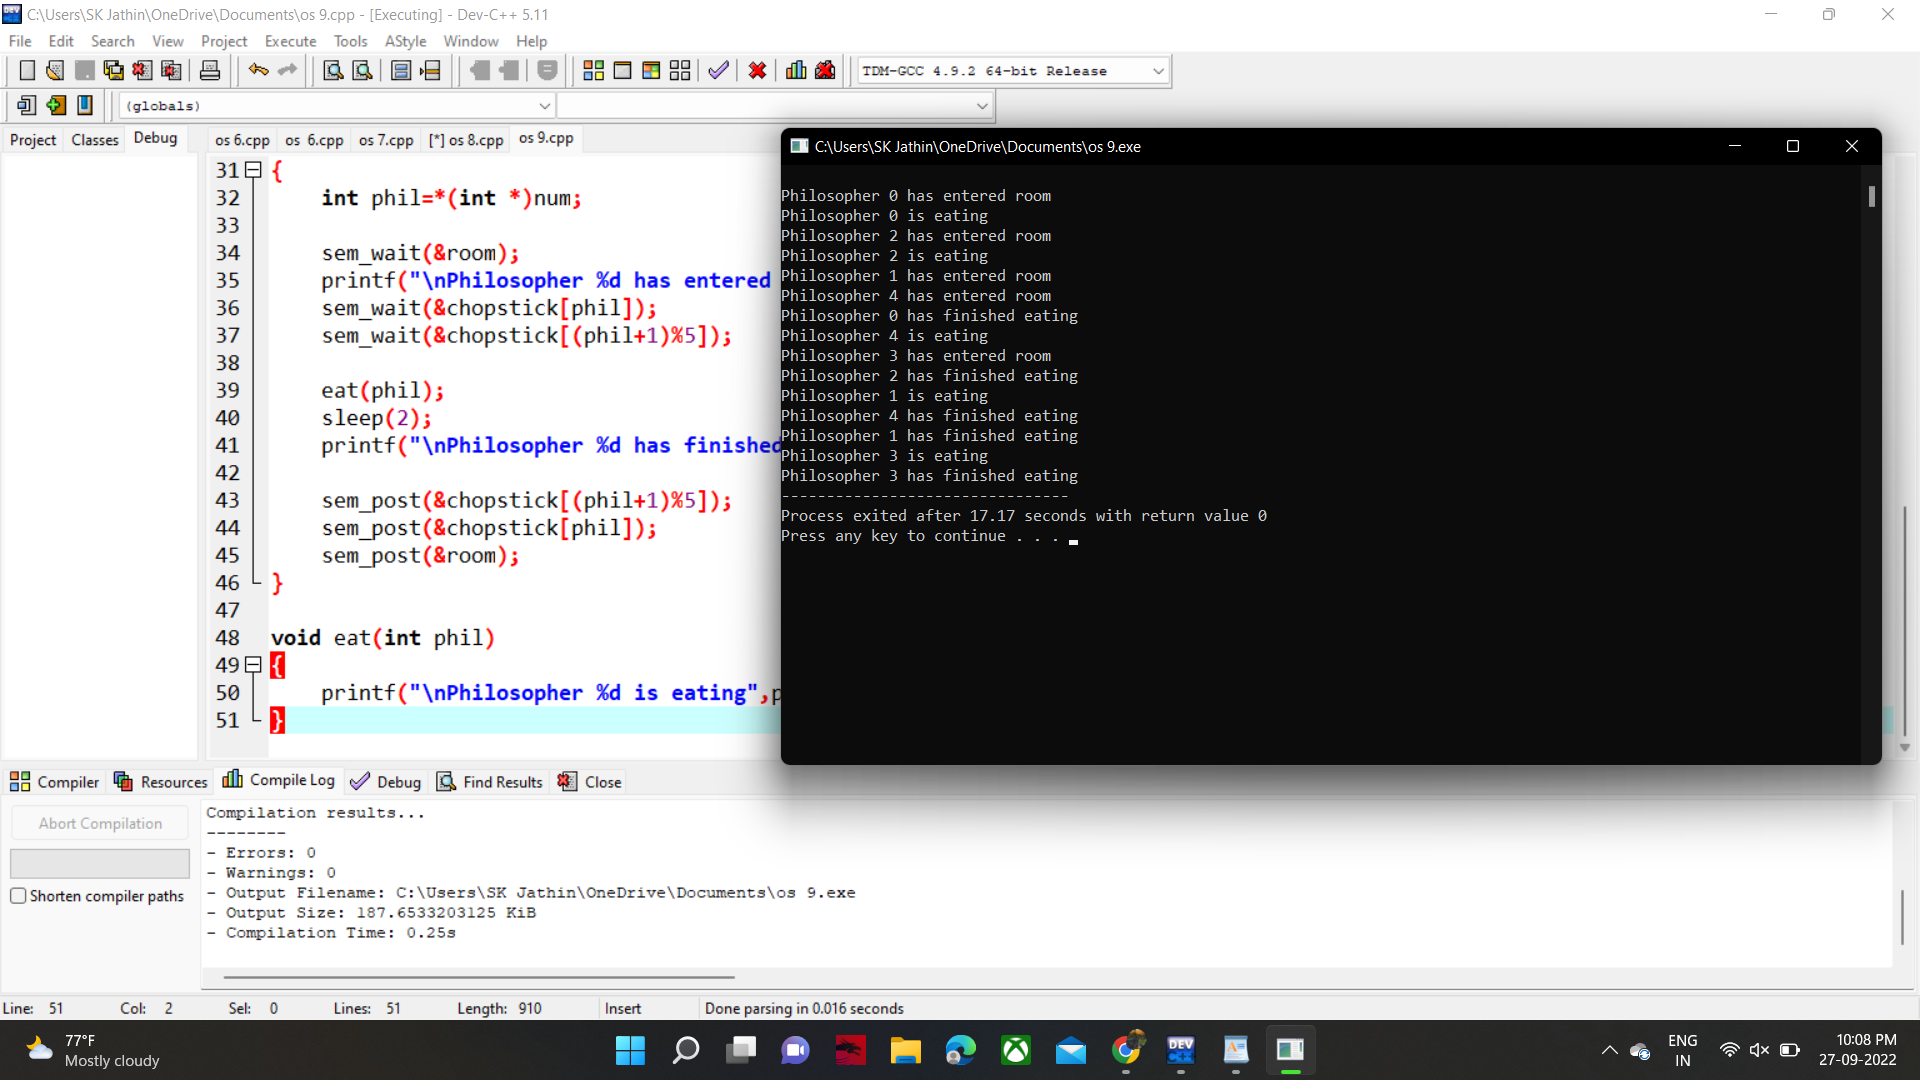 C:\Users\SK Jathin\OneDrive\Documents\os 9.cpp - [Executing] - Dev-C++ 5.11
File Edit Search View Project Execute Tools AStyle Window Help
TDM-GCC 4.9.2 64-bit Release
(globals)
Project Classes Debug
os 6.cpp os 6.cpp os 7.cpp [*] os 8.cpp os 9.cpp
31 {
32 int phil=*(int *)num;
33
34 sem_wait(&room);
35 printf("\nPhilosopher %d has entered
36 sem_wait(&chopstick[phil]);
37 sem_wait(&chopstick[(phil+1)%5]);
38
39 eat(phil);
40 sleep(2);
41 printf("\nPhilosopher %d has finished
42
43 sem_post(&chopstick[(phil+1)%5]);
44 sem_post(&chopstick[phil]);
45 sem_post(&room);
46 }
47
48 void eat(int phil)
49 {
50 printf("\nPhilosopher %d is eating",p
51 }
C:\Users\SK Jathin\OneDrive\Documents\os 9.exe
Philosopher 0 has entered room
Philosopher 0 is eating
Philosopher 2 has entered room
Philosopher 2 is eating
Philosopher 1 has entered room
Philosopher 4 has entered room
Philosopher 0 has finished eating
Philosopher 4 is eating
Philosopher 3 has entered room
Philosopher 2 has finished eating
Philosopher 1 is eating
Philosopher 4 has finished eating
Philosopher 1 has finished eating
Philosopher 3 is eating
Philosopher 3 has finished eating
--------------------------------
Process exited after 17.17 seconds with return value 0
Press any key to continue . . .
Compiler Resources Compile Log Debug Find Results Close
Abort Compilation
Shorten compiler paths
Compilation results...
--------
- Errors: 0
- Warnings: 0
- Output Filename: C:\Users\SK Jathin\OneDrive\Documents\os 9.exe
- Output Size: 187.6533203125 KiB
- Compilation Time: 0.25s
Line: 51 Col: 2 Sel: 0 Lines: 51 Length: 910 Insert Done parsing in 0.016 seconds
77°F
Mostly cloudy
DEV
C++
ENG
IN
10:08 PM
27-09-2022